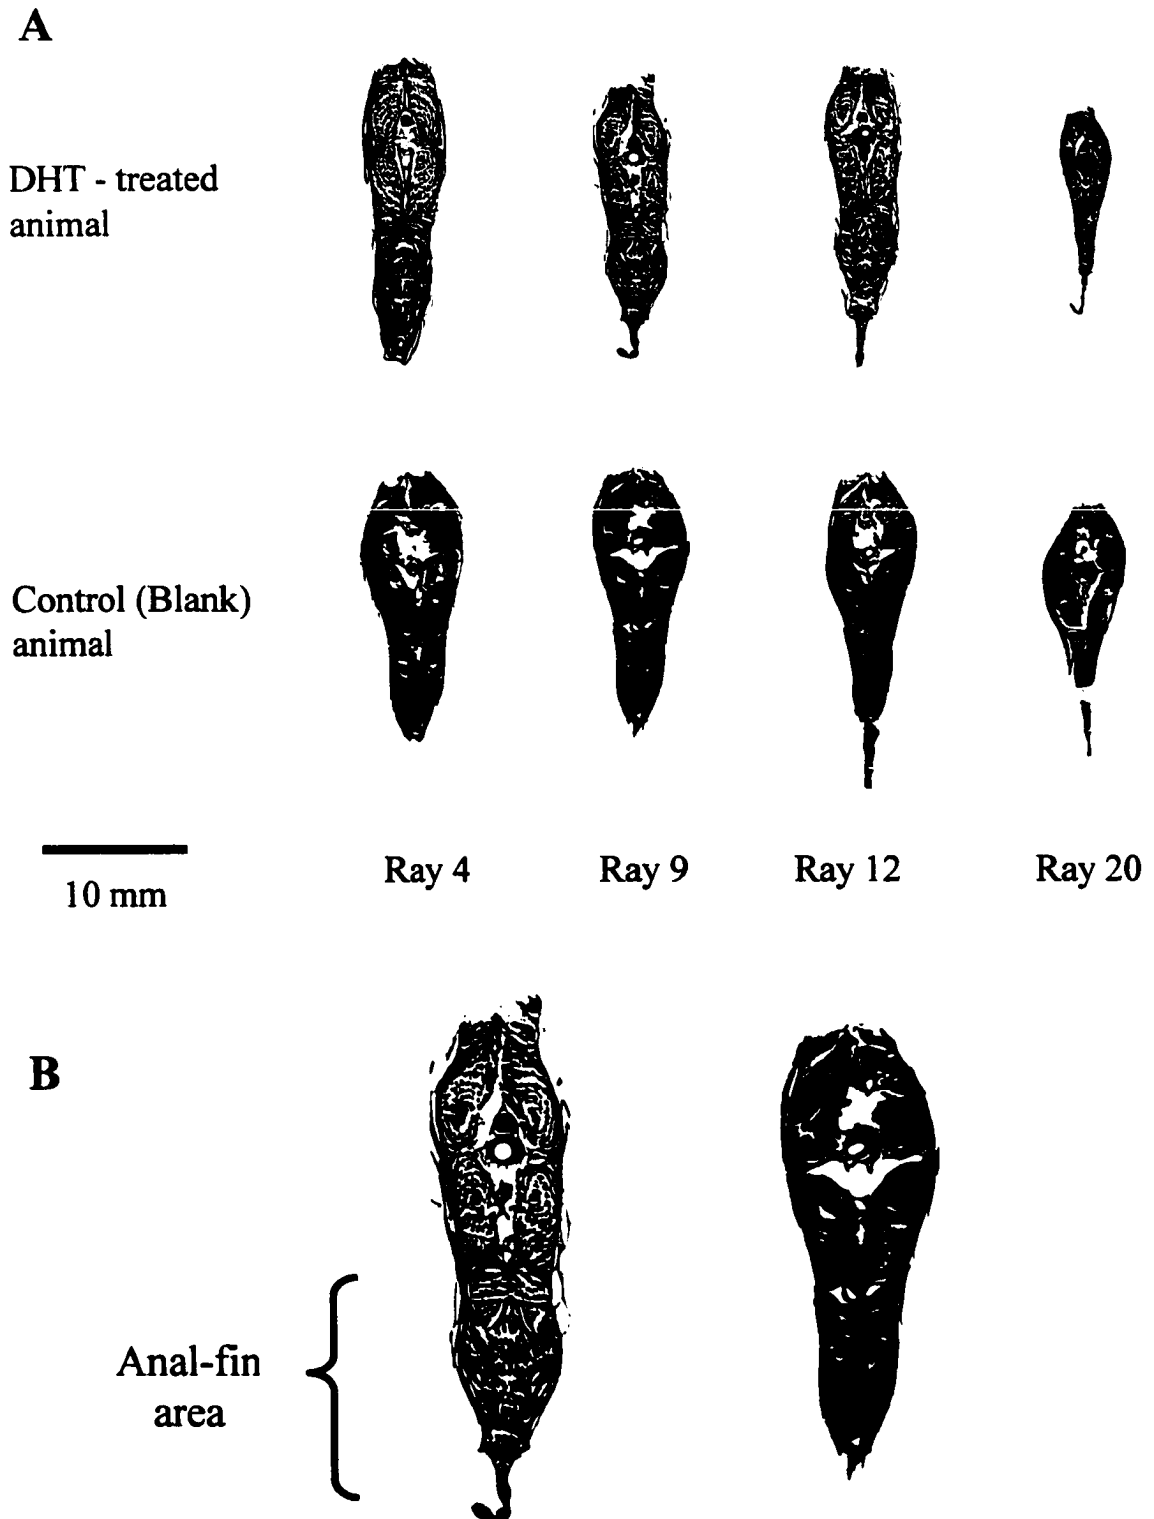 A
DHT - treated
animal
Control (Blank)
animal
10 mm
Ray 4
Ray 9
Ray 12
Ray 20
B
Anal-fin
area